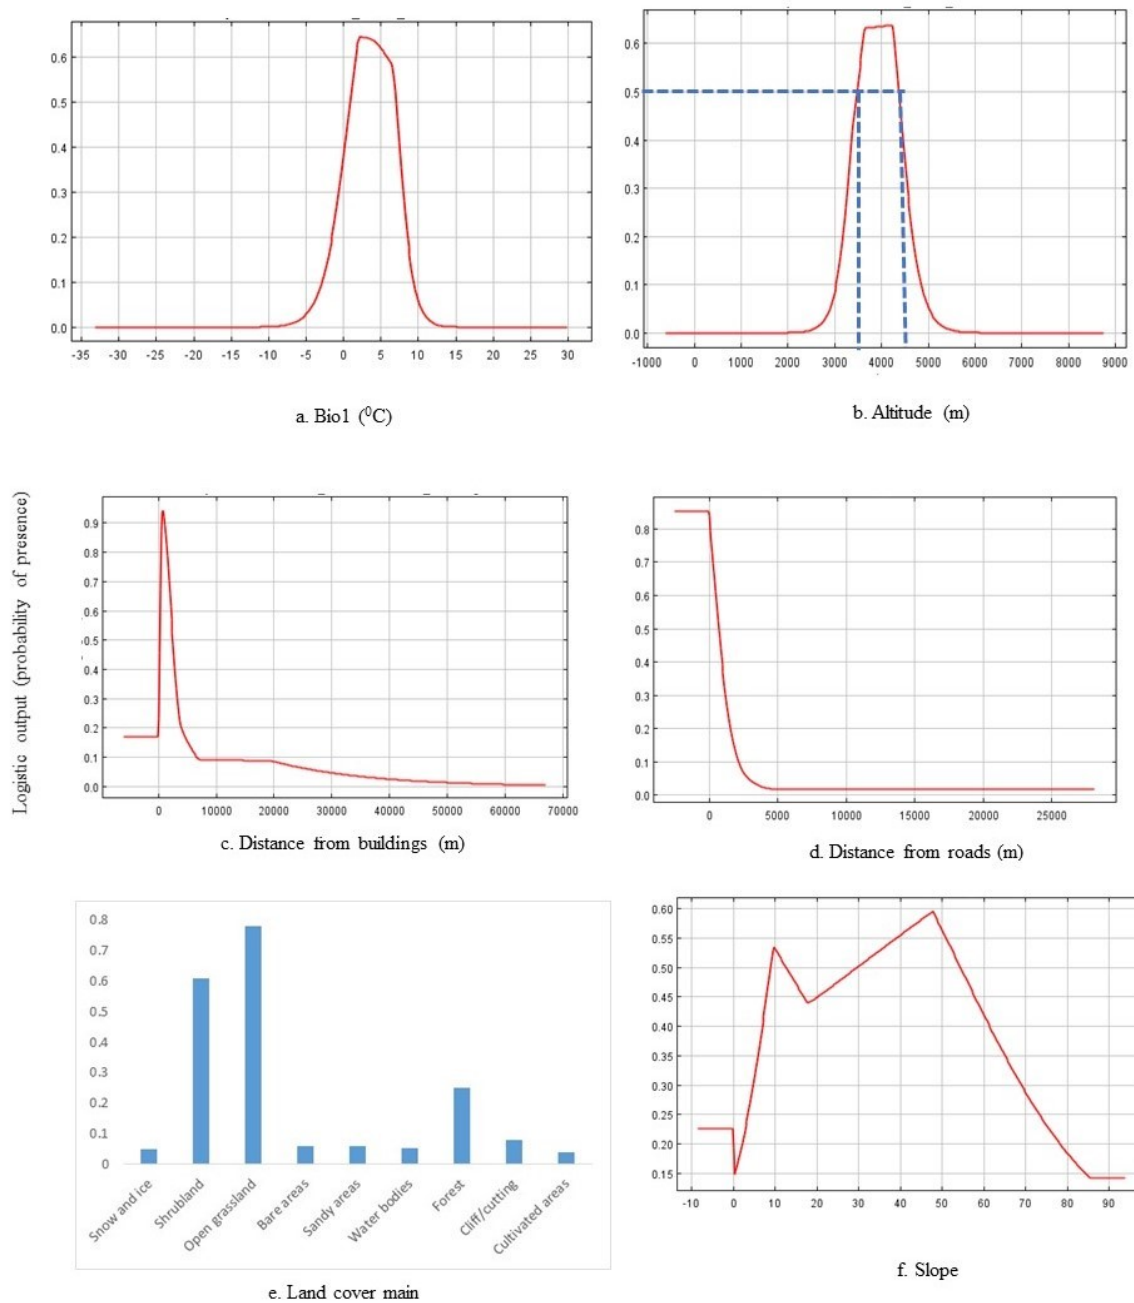 0.6
0.5
0.4
0.3
0.2
0.1
0.0
-35 -30 -25 -20 -15 -10 -5 0 5 10 15 20 25 30
a. Bio1 (⁰C)
0.6
0.5
0.4
0.3
0.2
0.1
0.0
-1000 0 1000 2000 3000 4000 5000 6000 7000 8000 9000
b. Altitude (m)
Logistic output (probability of presence)
0.9
0.8
0.7
0.6
0.5
0.4
0.3
0.2
0.1
0.0
0 10000 20000 30000 40000 50000 60000 70000
c. Distance from buildings (m)
0.8
0.7
0.6
0.5
0.4
0.3
0.2
0.1
0.0
0 5000 10000 15000 20000 25000
d. Distance from roads (m)
0.8
0.7
0.6
0.5
0.4
0.3
0.2
0.1
0
Snow and ice
Shrubland
Open grassland
Bare areas
Sandy areas
Water bodies
Forest
Cliff/cutting
Cultivated areas
e. Land cover main
0.60
0.55
0.50
0.45
0.40
0.35
0.30
0.25
0.20
0.15
0 10 20 30 40 50 60 70 80 90
f. Slope